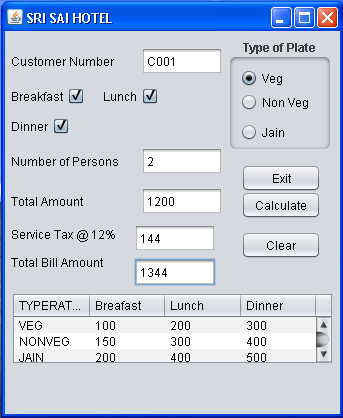 SRI SAI HOTEL
Type of Plate
Customer Number C001
Veg
Breakfast Lunch
Non Veg
Dinner
Jain
Number of Persons 2
Exit
Total Amount 1200
Calculate
Service Tax @ 12% 144
Clear
Total Bill Amount 1344
TYPERAT... Breafast Lunch Dinner
VEG 100 200 300
NONVEG 150 300 400
JAIN 200 400 500